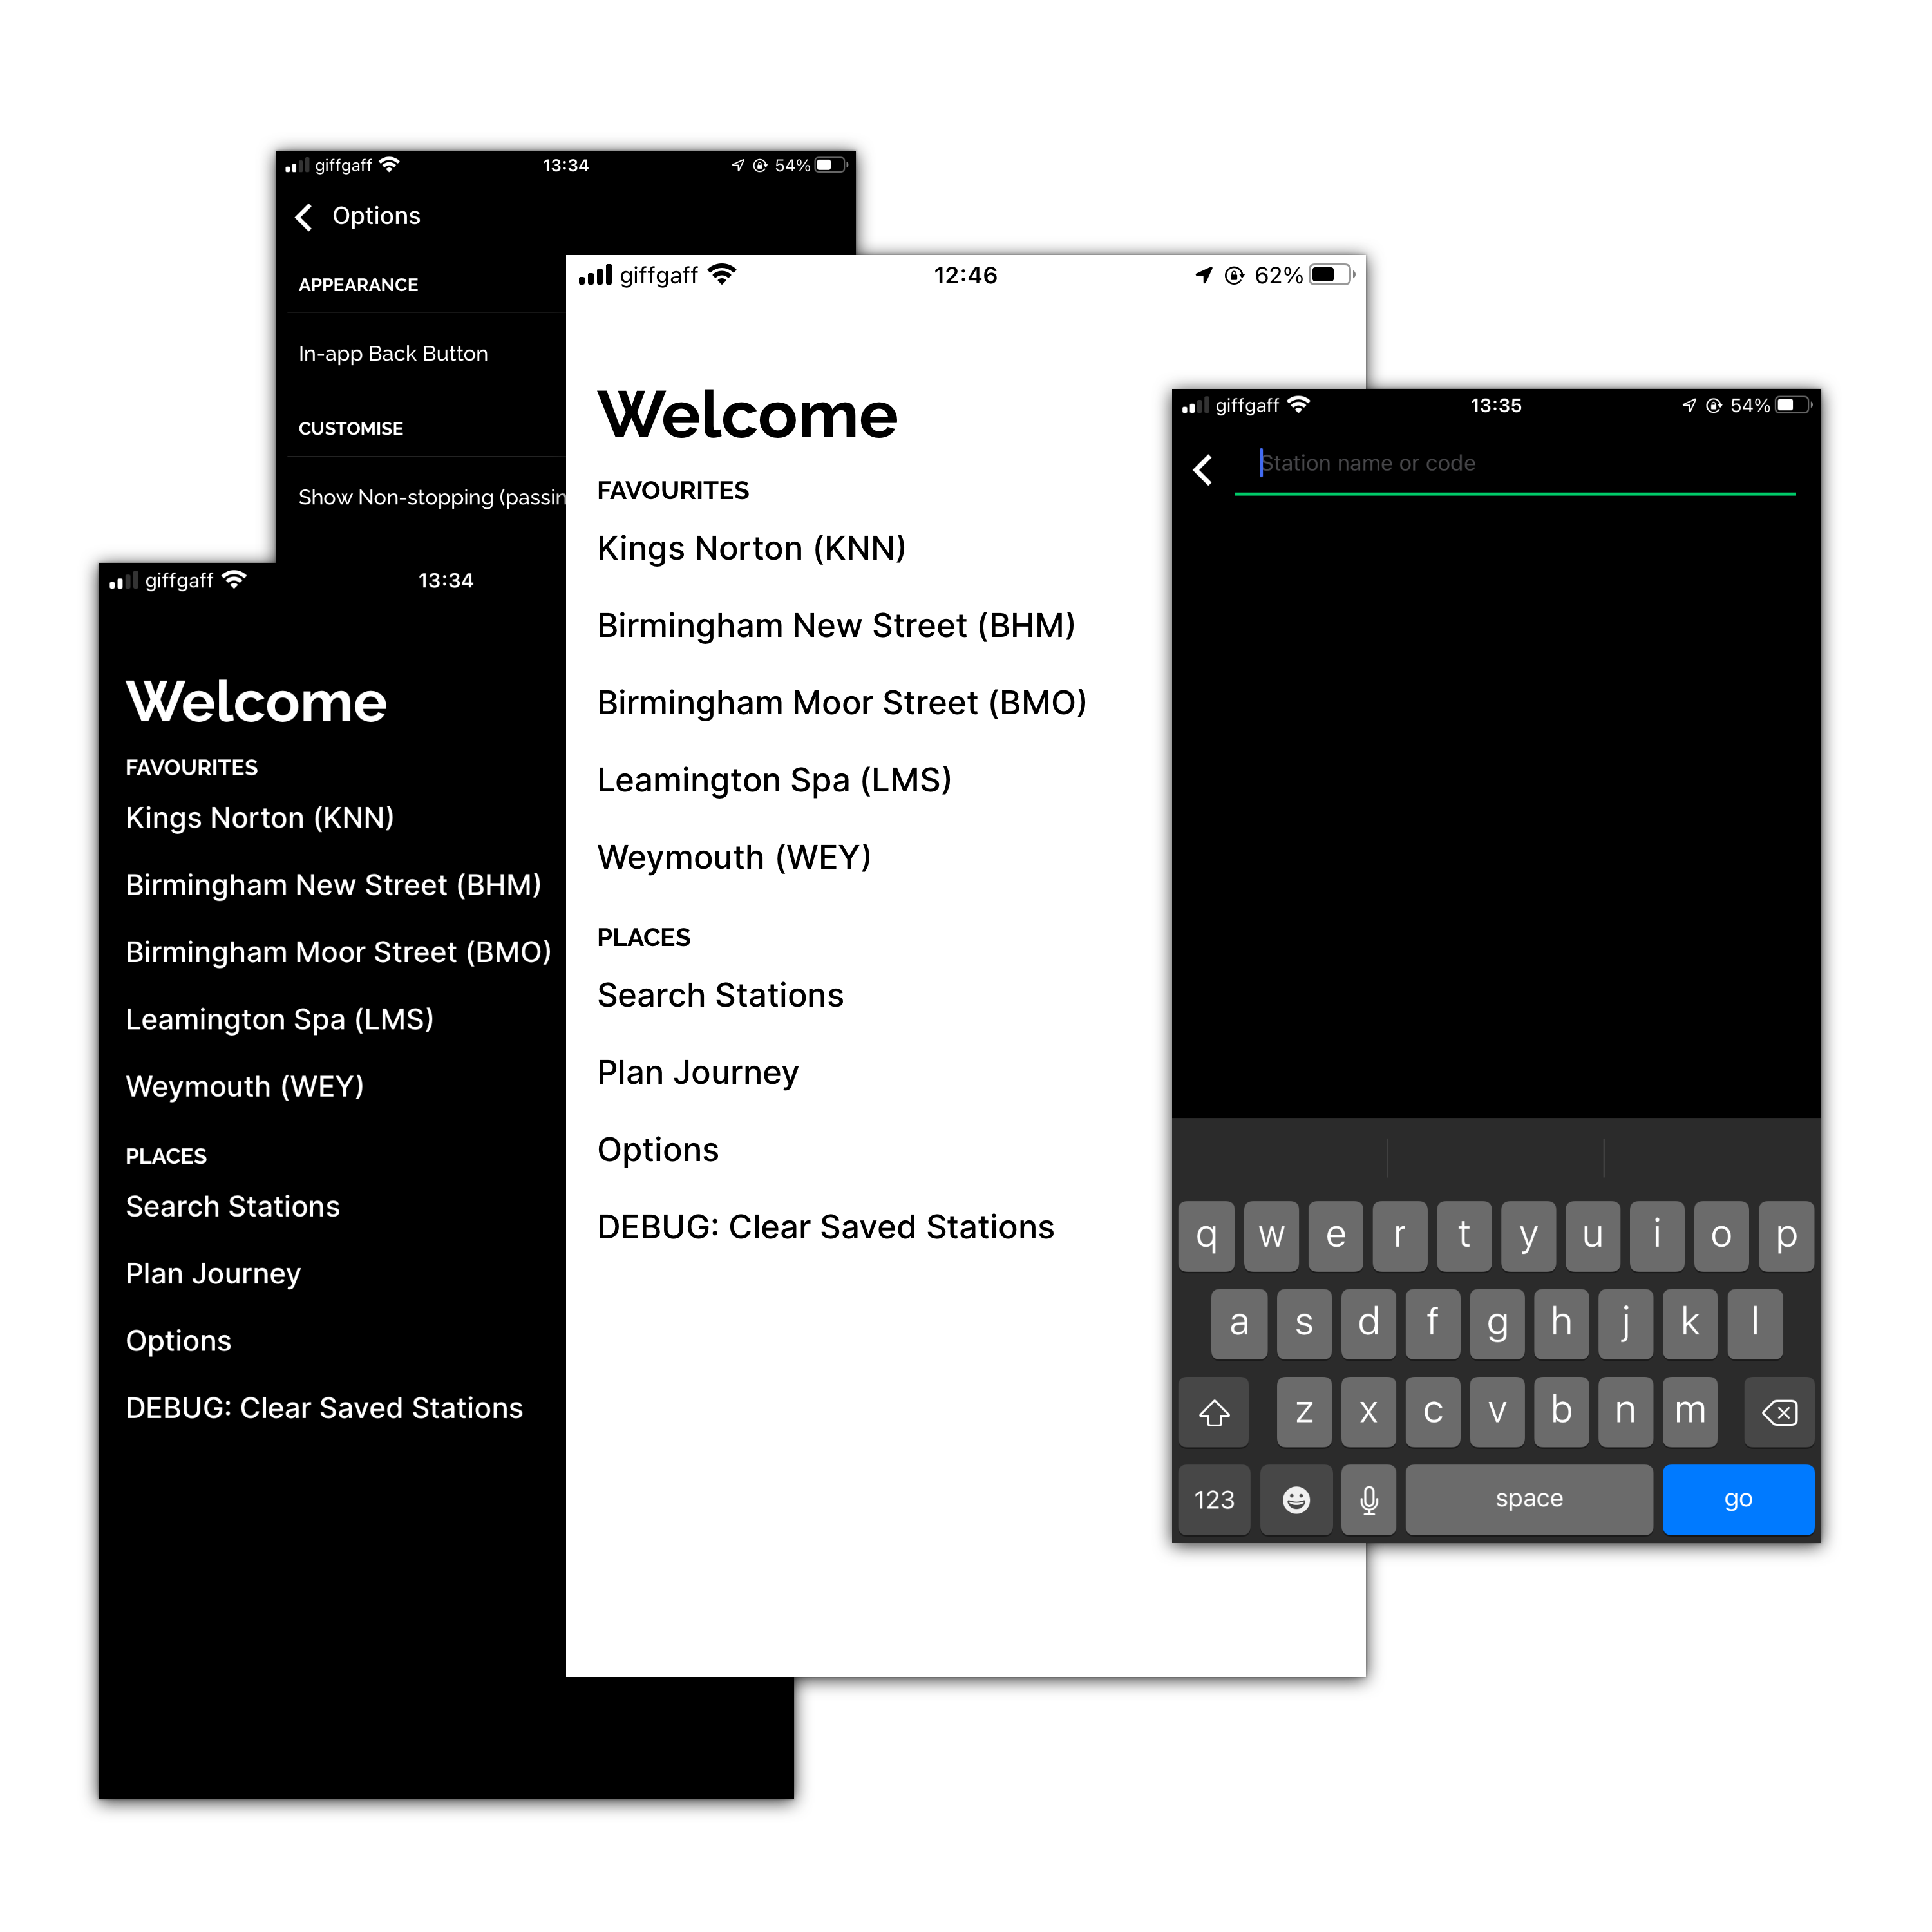 giffgaff 13:34 54%
Options
APPEARANCE
In-app Back Button
CUSTOMISE
Show Non-stopping
giffgaff 13:34
Welcome
FAVOURITES
Kings Norton (KNN)
Birmingham New Street (BHM)
Birmingham Moor Street (BMO)
Leamington Spa (LMS)
Weymouth (WEY)
PLACES
Search Stations
Plan Journey
Options
DEBUG: Clear Saved Stations
giffgaff 12:46 62%
Welcome
FAVOURITES
Kings Norton (KNN)
Birmingham New Street (BHM)
Birmingham Moor Street (BMO)
Leamington Spa (LMS)
Weymouth (WEY)
PLACES
Search Stations
Plan Journey
Options
DEBUG: Clear Saved Stations
giffgaff 13:35 54%
Station name or code
q w e r t y u i o p
a s d f g h j k l
z x c v b n m
123 space go